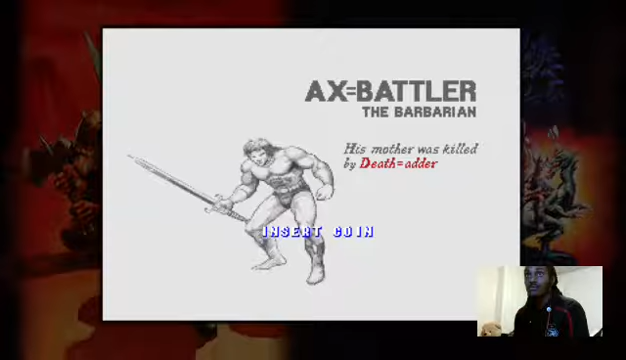 AX=BATTLER
THE BARBARIAN
His mother was killed
by Death=adder
INSERT COIN